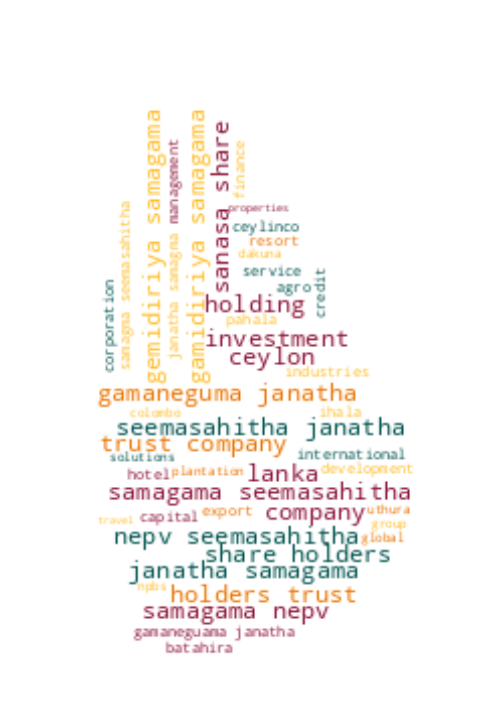 gemidiriya samagama
gamidiriya samagama
sanasa share
management
finance
samagma seemasahitha
janatha samagma
corporation
properties
ceylinco
resort
dakuna
service
agro
credit
holding
pahala
investment
ceylon
industries
gamaneguma janatha
colombo
ihala
seemasahitha janatha
trust company
solutions
international
hotel
plantation
lanka
development
samagama seemasahitha
travel
capital
export
company
uthura
group
nepv seemasahitha
global
share holders
janatha samagama
npbs
holders trust
samagama nepv
gamaneguama janatha
batahira